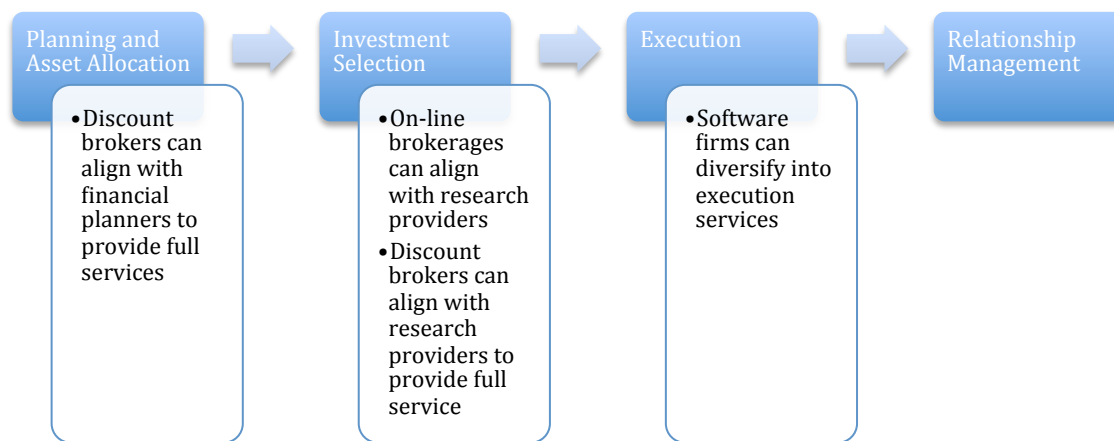 Planning and
Asset Allocation
•Discount
brokers can
align with
financial
planners to
provide full
services
Investment
Selection
•On-line
brokerages
can align
with research
providers
•Discount
brokers can
align with
research
providers to
provide full
service
Execution
•Software
firms can
diversify into
execution
services
Relationship
Management